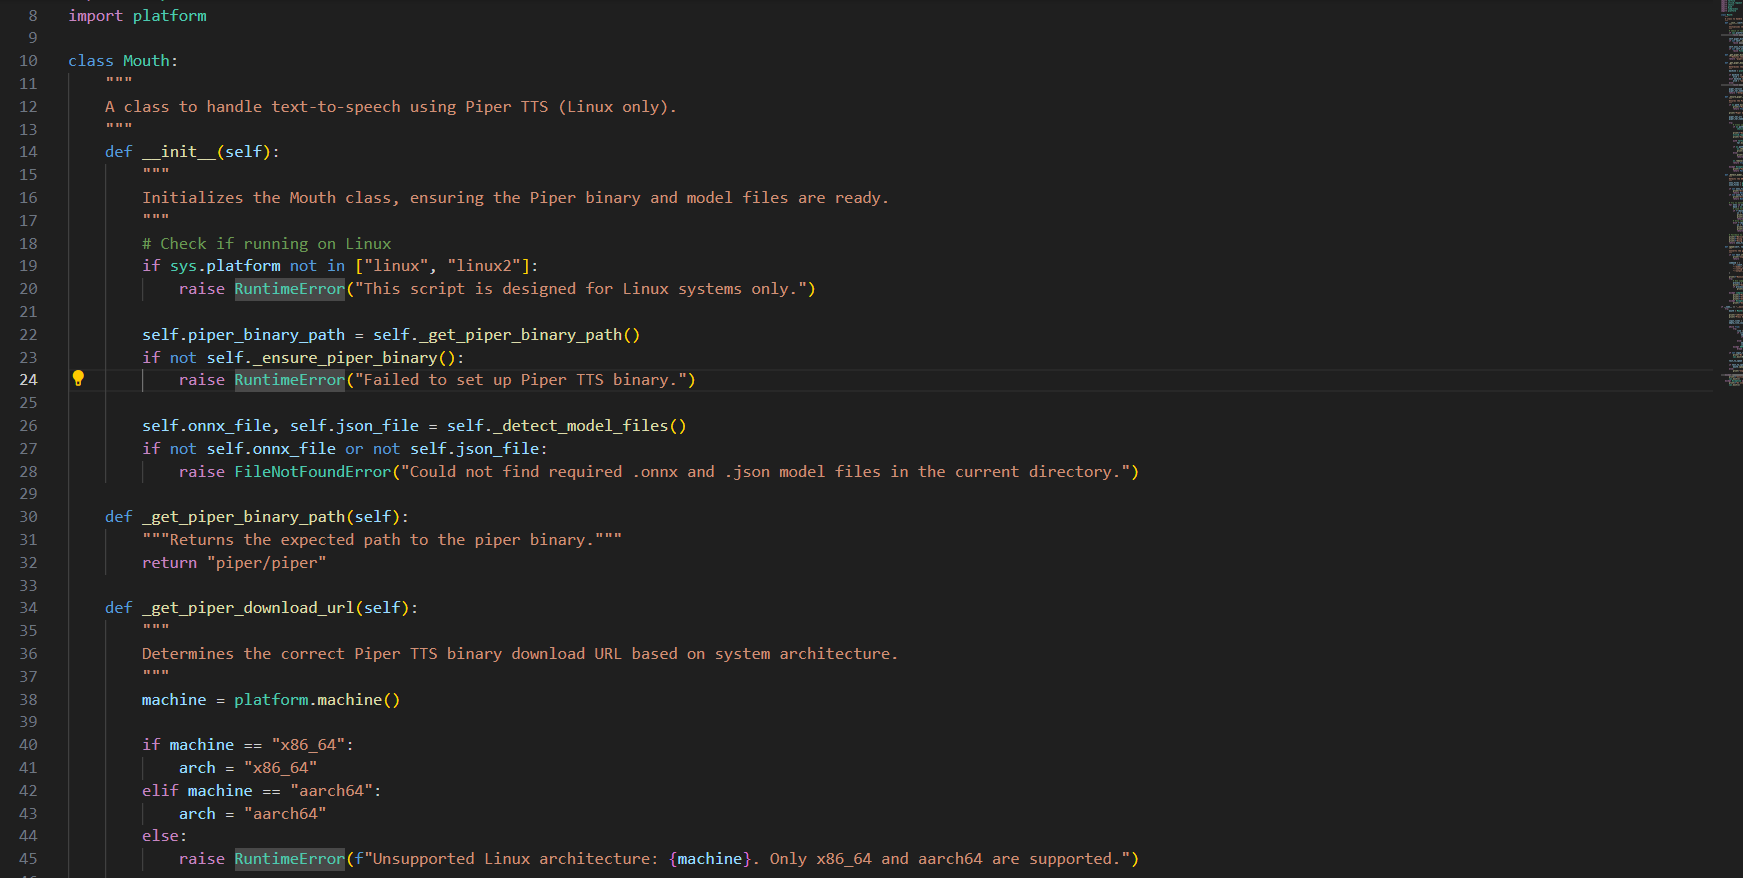 8 import platform
9
10 class Mouth:
11 """
12 A class to handle text-to-speech using Piper TTS (Linux only).
13 """
14 def __init__(self):
15 """
16 Initializes the Mouth class, ensuring the Piper binary and model files are ready.
17 """
18 # Check if running on Linux
19 if sys.platform not in ["linux", "linux2"]:
20 raise RuntimeError("This script is designed for Linux systems only.")
21
22 self.piper_binary_path = self._get_piper_binary_path()
23 if not self._ensure_piper_binary():
24 raise RuntimeError("Failed to set up Piper TTS binary.")
25
26 self.onnx_file, self.json_file = self._detect_model_files()
27 if not self.onnx_file or not self.json_file:
28 raise FileNotFoundError("Could not find required .onnx and .json model files in the current directory.")
29
30 def _get_piper_binary_path(self):
31 """Returns the expected path to the piper binary."""
32 return "piper/piper"
33
34 def _get_piper_download_url(self):
35 """
36 Determines the correct Piper TTS binary download URL based on system architecture.
37 """
38 machine = platform.machine()
39
40 if machine == "x86_64":
41 arch = "x86_64"
42 elif machine == "aarch64":
43 arch = "aarch64"
44 else:
45 raise RuntimeError(f"Unsupported Linux architecture: {machine}. Only x86_64 and aarch64 are supported.")